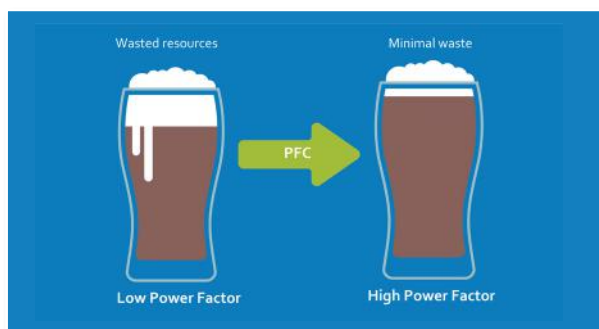 Wasted resources
Minimal waste
PFC
Low Power Factor
High Power Factor